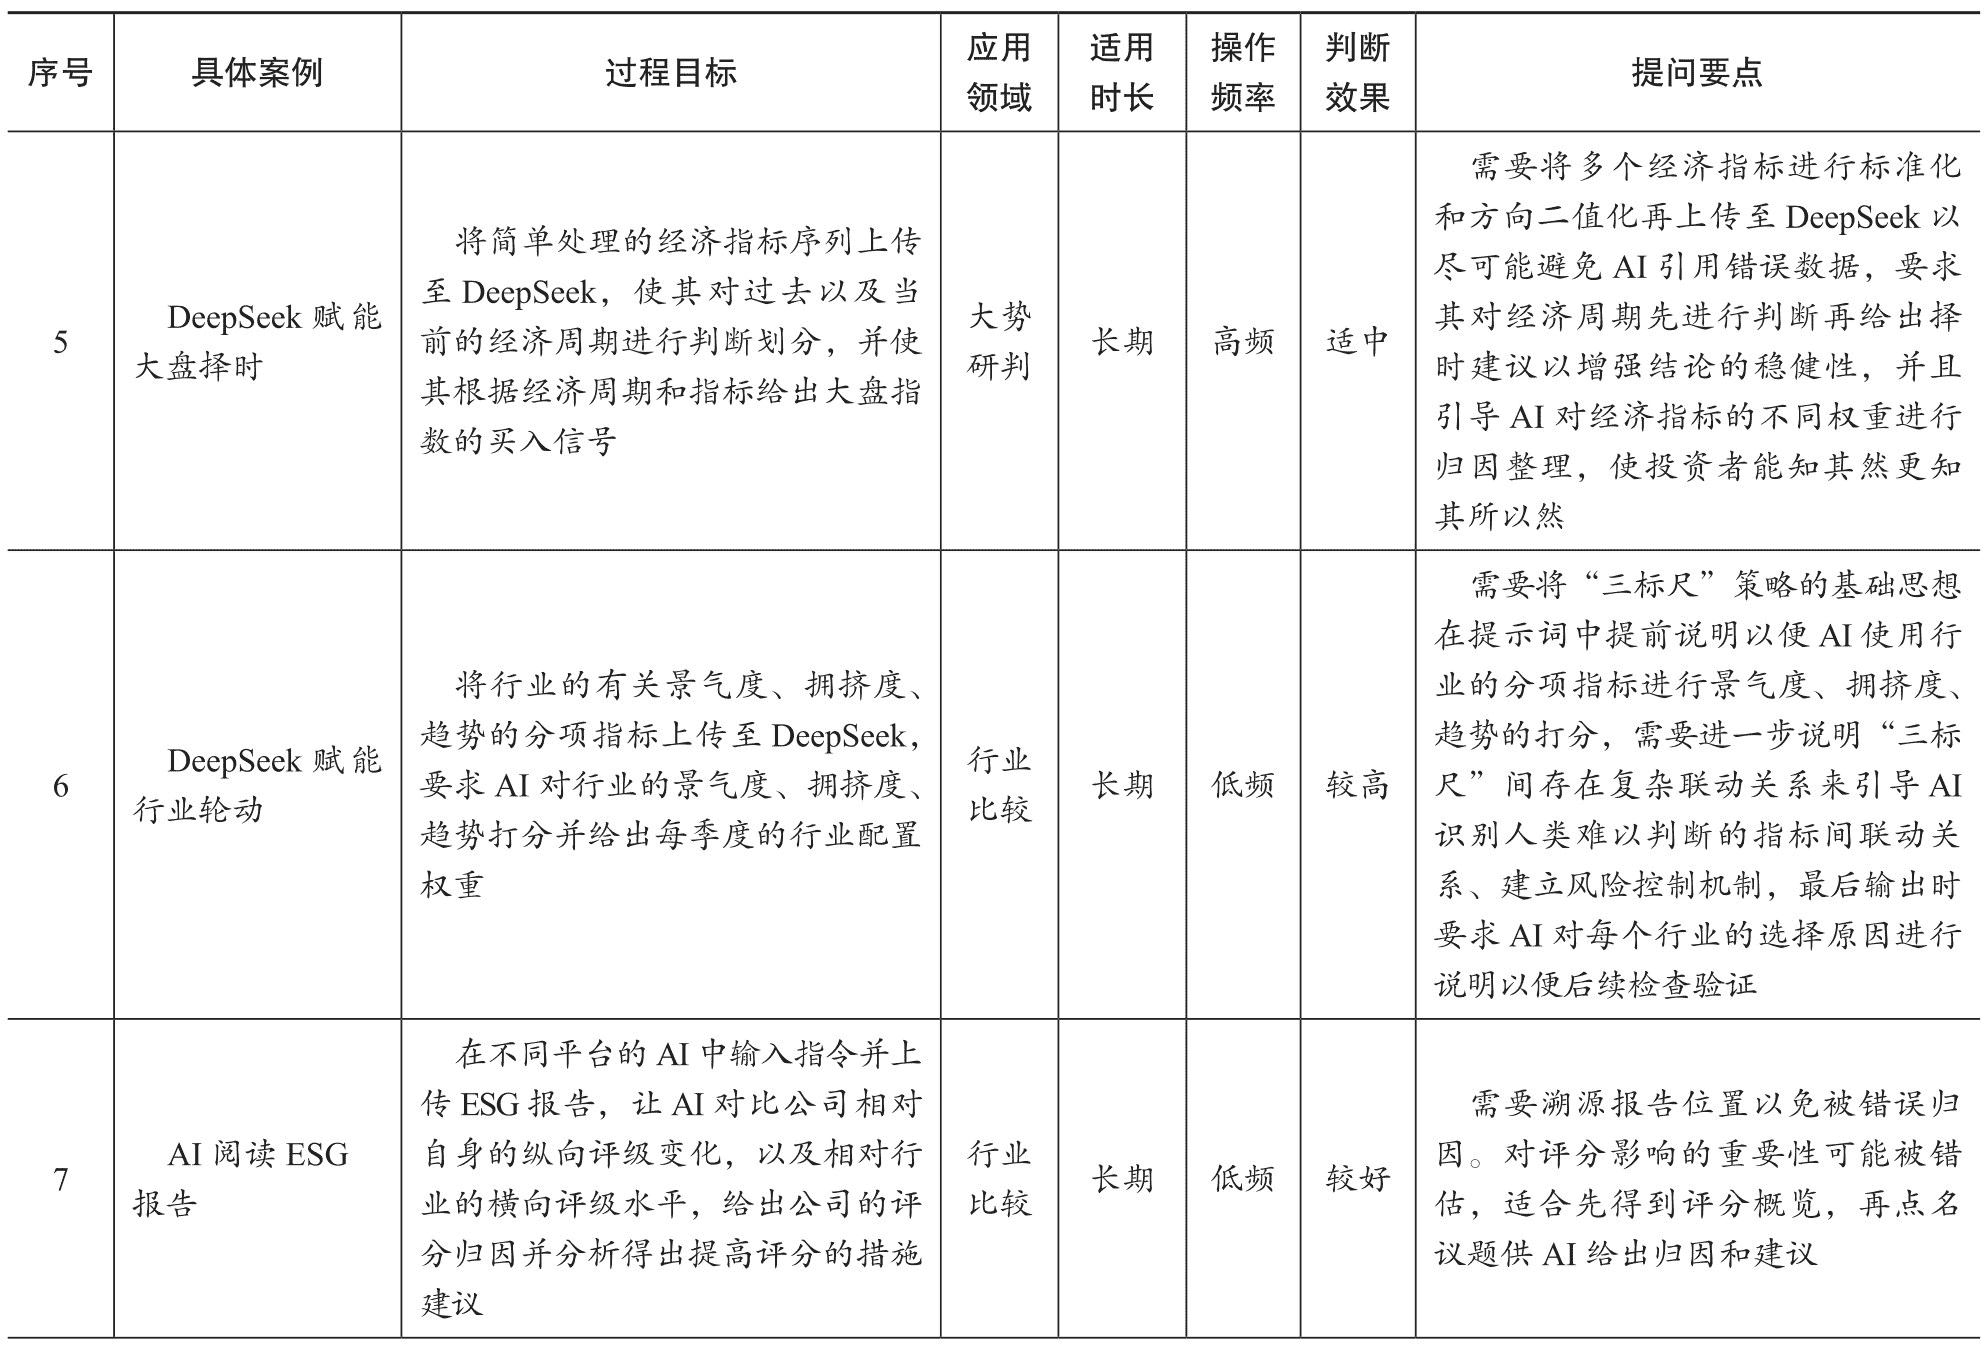 序号
具体案例
过程目标
应用
领域
适用
时长
操作
频率
判断
效果
提问要点
5
DeepSeek 赋能
大盘择时
将简单处理的经济指标序列上传
至 DeepSeek，使其对过去以及当
前的经济周期进行判断划分，并使
其根据经济周期和指标给出大盘指
数的买入信号
大势
研判
长期
高频
适中
需要将多个经济指标进行标准化
和方向二值化再上传至 DeepSeek 以
尽可能避免 AI 引用错误数据，要求
其对经济周期先进行判断再给出择
时建议以增强结论的稳健性，并且
引导 AI 对经济指标的不同权重进行
归因整理，使投资者能知其然更知
其所以然
6
DeepSeek 赋能
行业轮动
将行业的有关景气度、拥挤度、
趋势的分项指标上传至 DeepSeek，
要求 AI 对行业的景气度、拥挤度、
趋势打分并给出每季度的行业配置
权重
行业
比较
长期
低频
较高
需要将“三标尺”策略的基础思想
在提示词中提前说明以便 AI 使用行
业的分项指标进行景气度、拥挤度、
趋势的打分，需要进一步说明“三标
尺”间存在复杂联动关系来引导 AI
识别人类难以判断的指标间联动关
系、建立风险控制机制，最后输出时
要求 AI 对每个行业的选择原因进行
说明以便后续检查验证
7
AI 阅读 ESG
报告
在不同平台的 AI 中输入指令并上
传 ESG 报告，让 AI 对比公司相对
自身的纵向评级变化，以及相对行
业的横向评级水平，给出公司的评
分归因并分析得出提高评分的措施
建议
行业
比较
长期
低频
较好
需要溯源报告位置以免被错误归
因。对评分影响的重要性可能被错
估，适合先得到评分概览，再点名
议题供 AI 给出归因和建议